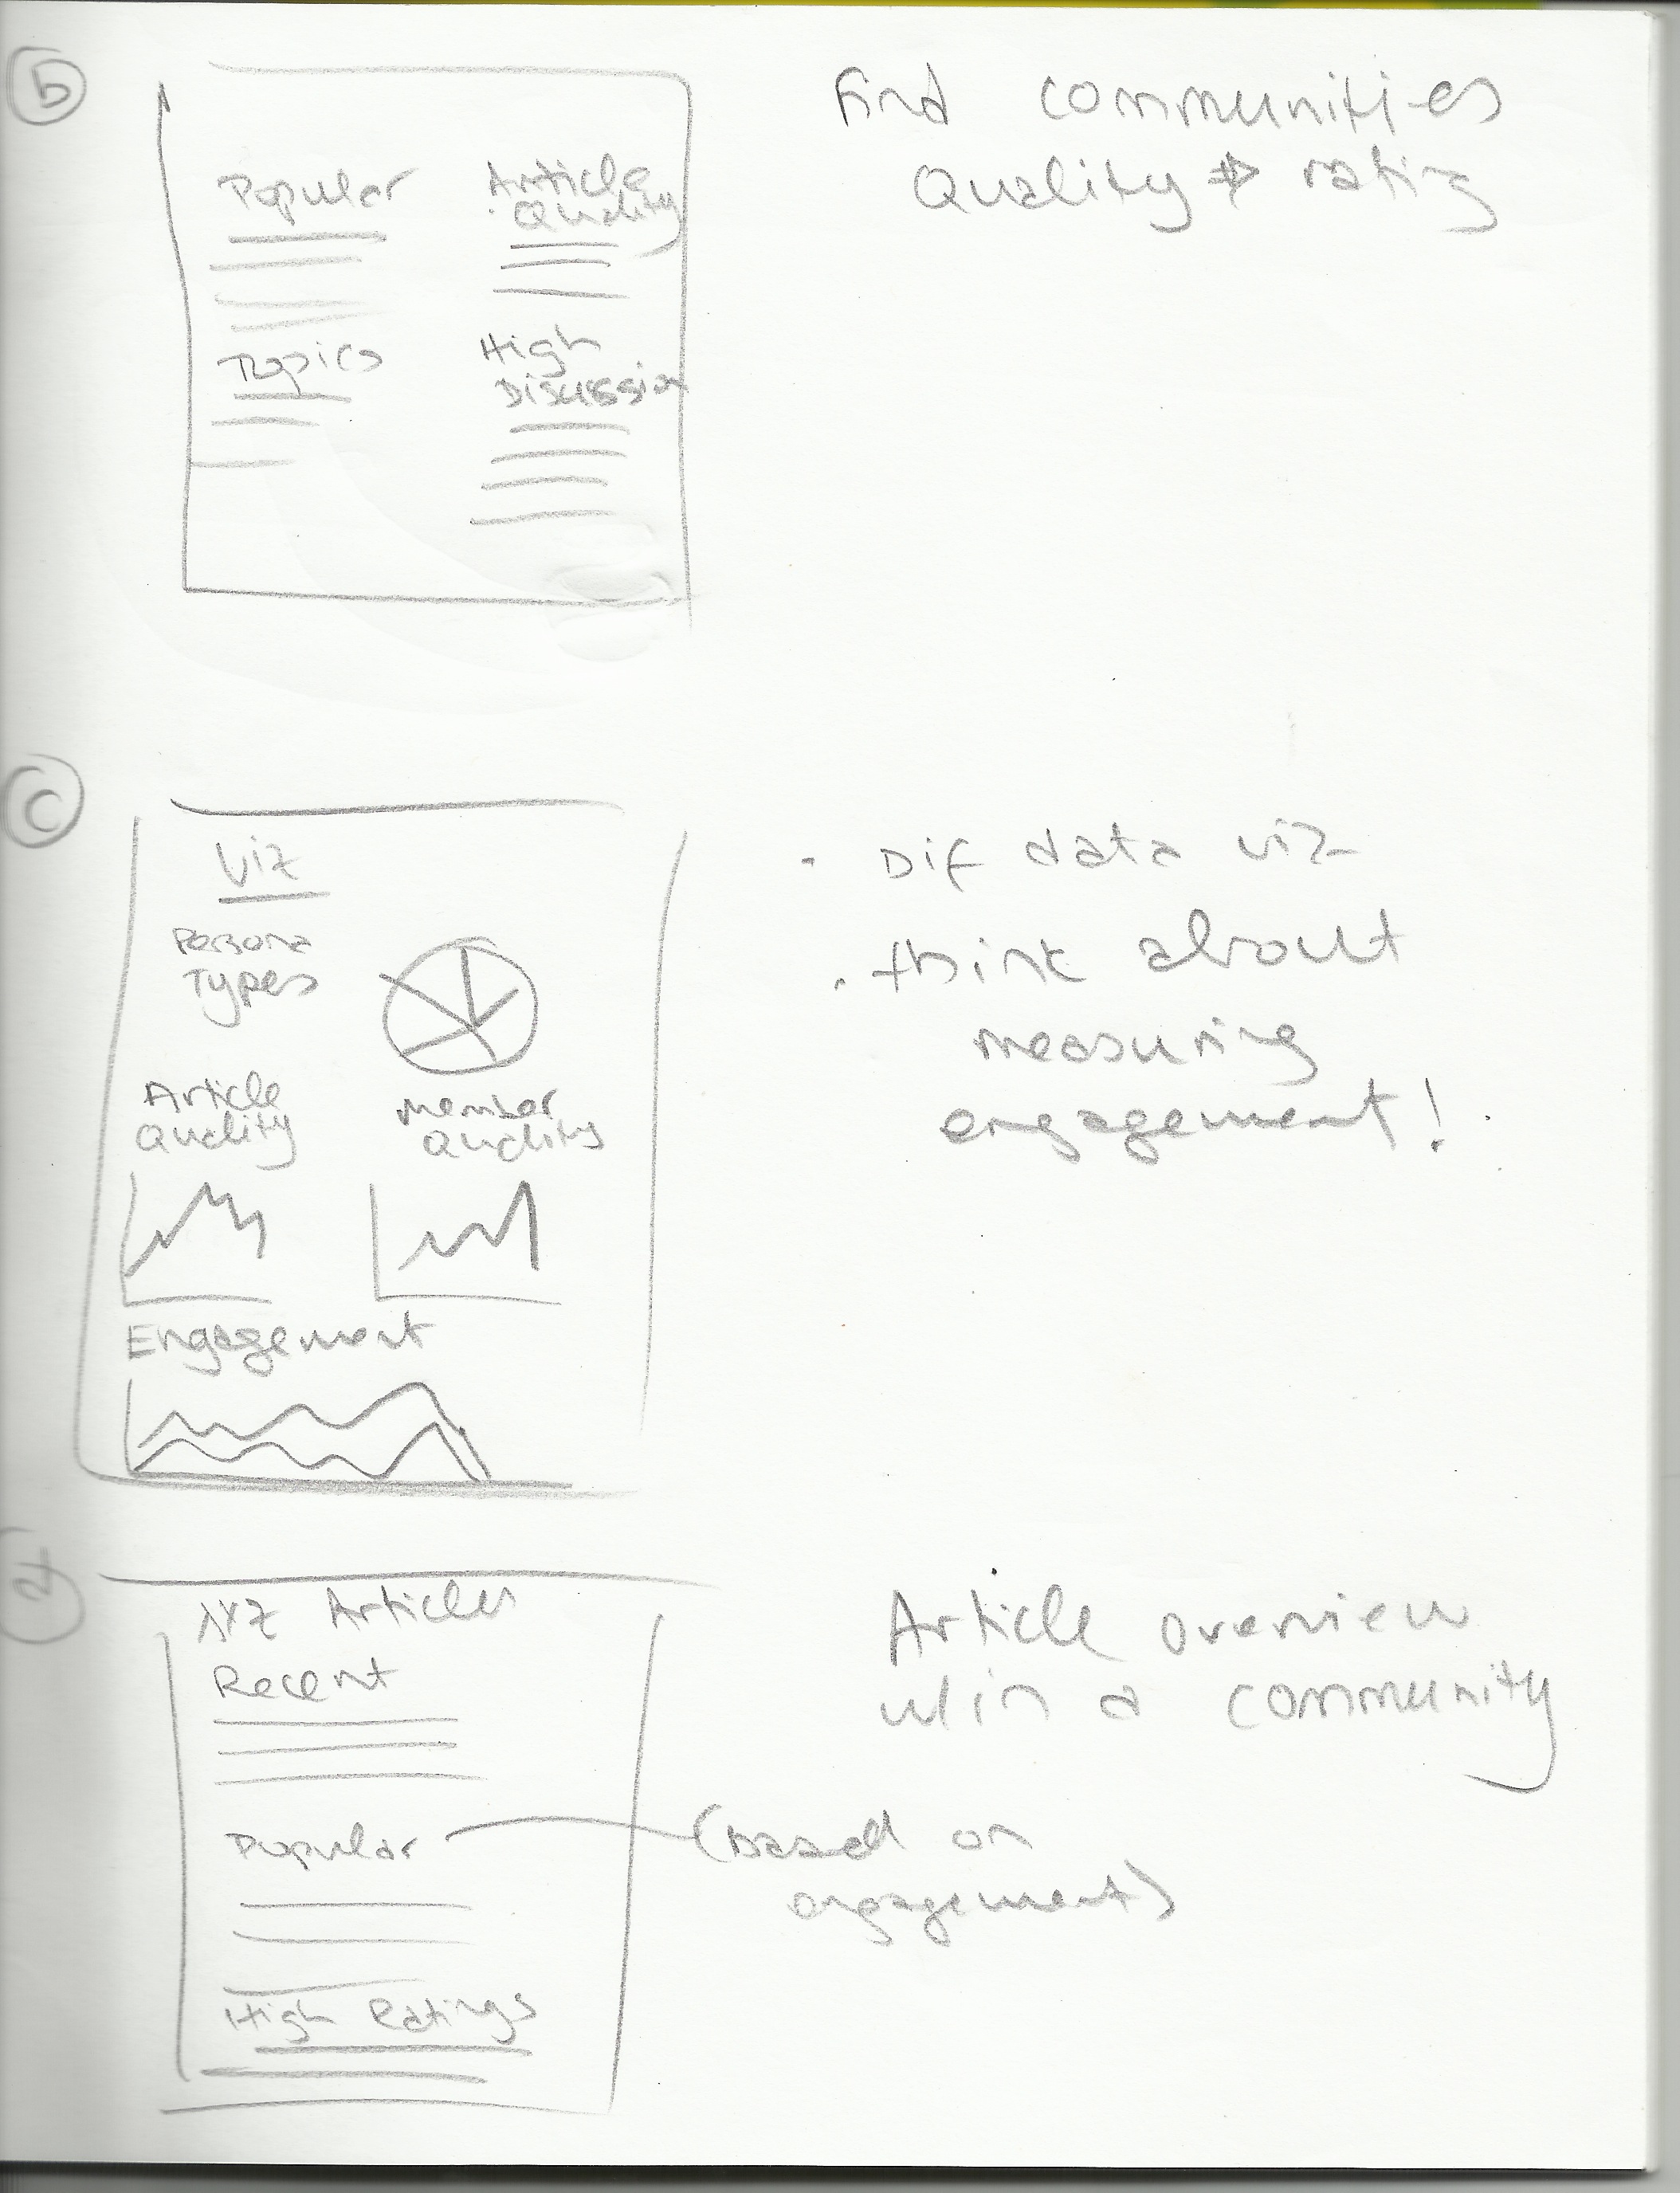 b
Popular
Article
Quality
Topics
High
Discussion
Find communities
Quality → rating
C
Viz
Persona
Types
Article
Quality
Member
Quality
Engagement
· Dif data viz
· think about
measuring
engagement!
2
XYZ Articles
Recent
Popular
High Ratings
Article overview
w/in a community
(Based on
engagement)